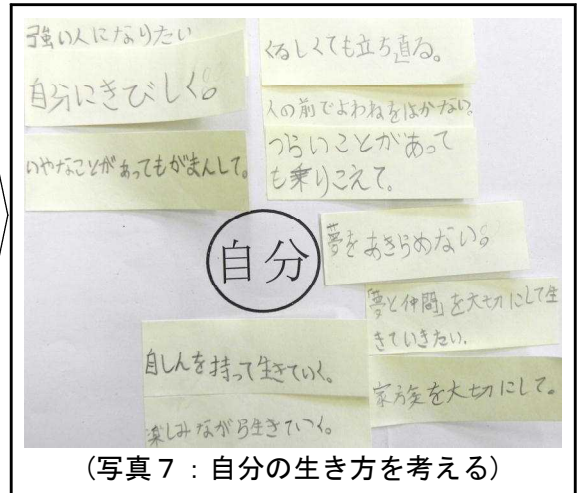 強い人になりたい
自分にきびしく。
いやなことがあってもがまんして。
くるしくても立ち直る。
人の前でよわねをはかない。
つらいことがあって
も乗りこえて。
自分
夢をあきらめない。
「夢と仲間」を大切にして生
きていきたい。
家族を大切にして。
自しんを持って生きていく。
楽しみながら生きていく。
(写真7:自分の生き方を考える)